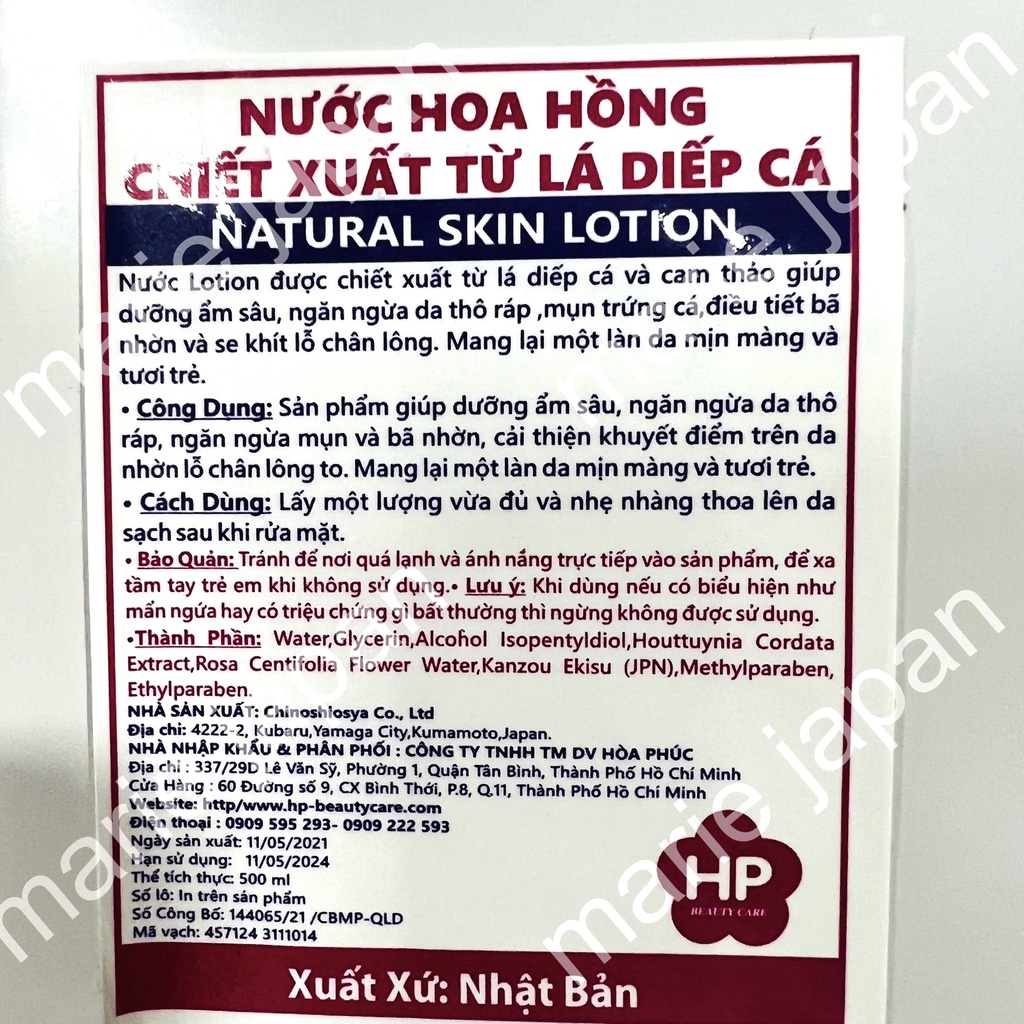 NƯỚC HOA HỒNG
CHIẾT XUẤT TỪ LÁ DIẾP CÁ
NATURAL SKIN LOTION
Nước Lotion được chiết xuất từ lá diếp cá và cam thảo giúp
dưỡng ẩm sâu, ngăn ngừa da thô ráp ,mụn trứng cá,điều tiết bã
nhờn và se khít lỗ chân lông. Mang lại một làn da mịn màng và
tươi trẻ.
• Công Dụng: Sản phẩm giúp dưỡng ẩm sâu, ngăn ngừa da thô
ráp, ngăn ngừa mụn và bã nhờn, cải thiện khuyết điểm trên da
nhờn lỗ chân lông to. Mang lại một làn da mịn màng và tươi trẻ.
• Cách Dùng: Lấy một lượng vừa đủ và nhẹ nhàng thoa lên da
sạch sau khi rửa mặt.
• Bảo Quản: Tránh để nơi quá lạnh và ánh nắng trực tiếp vào sản phẩm, để xa
tầm tay trẻ em khi không sử dụng.• Lưu ý: Khi dùng nếu có biểu hiện như
mẩn ngứa hay có triệu chứng gì bất thường thì ngừng không được sử dụng.
•Thành Phần: Water,Glycerin,Alcohol Isopentyldiol,Houttuynia Cordata
Extract,Rosa Centifolia Flower Water,Kanzou Ekisu (JPN),Methylparaben,
Ethylparaben.
NHÀ SẢN XUẤT: Chinoshiosya Co., Ltd
Địa chỉ: 4222-2, Kubaru,Yamaga City,Kumamoto,Japan.
NHÀ NHẬP KHẨU & PHÂN PHỐI : CÔNG TY TNHH TM DV HÒA PHÚC
Địa chỉ : 337/29D Lê Văn Sỹ, Phường 1, Quận Tân Bình, Thành Phố Hồ Chí Minh
Cửa Hàng : 60 Đường số 9, CX Bình Thới, P.8, Q.11, Thành Phố Hồ Chí Minh
Website: http/www.hp-beautycare.com
Điện thoại : 0909 595 293- 0909 222 593
Ngày sản xuất: 11/05/2021
Hạn sử dụng: 11/05/2024
Thể tích thực: 500 ml
Số lô: In trên sản phẩm
Số Công Bố: 144065/21 /CBMP-QLD
Mã vạch: 457124 3111014
HP
BEAUTY CARE
Xuất Xứ: Nhật Bản
marie japan
marie japan
marie japan
marie japan